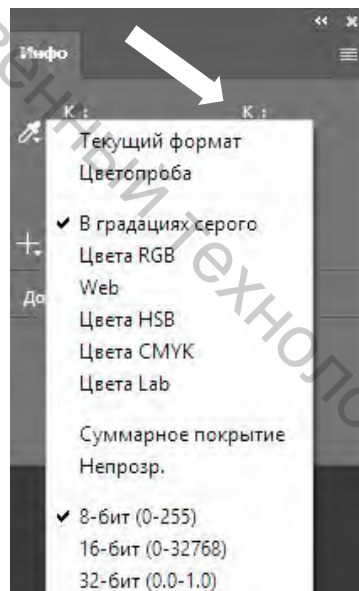 Инфо
K : K :
Текущий формат
Цветопроба
В градациях серого
Цвета RGB
Web
Цвета HSB
Цвета CMYK
Цвета Lab
До
Суммарное покрытие
Непрозр.
8-бит (0-255)
16-бит (0-32768)
32-бит (0.0-1.0)